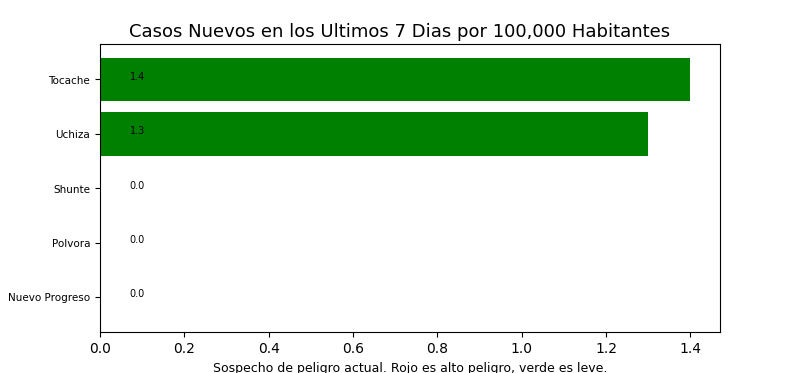 Casos Nuevos en los Ultimos 7 Dias por 100,000 Habitantes
Tocache 1.4
Uchiza 1.3
Shunte 0.0
Polvora 0.0
Nuevo Progreso 0.0
0.0 0.2 0.4 0.6 0.8 1.0 1.2 1.4
Sospecho de peligro actual. Rojo es alto peligro, verde es leve.